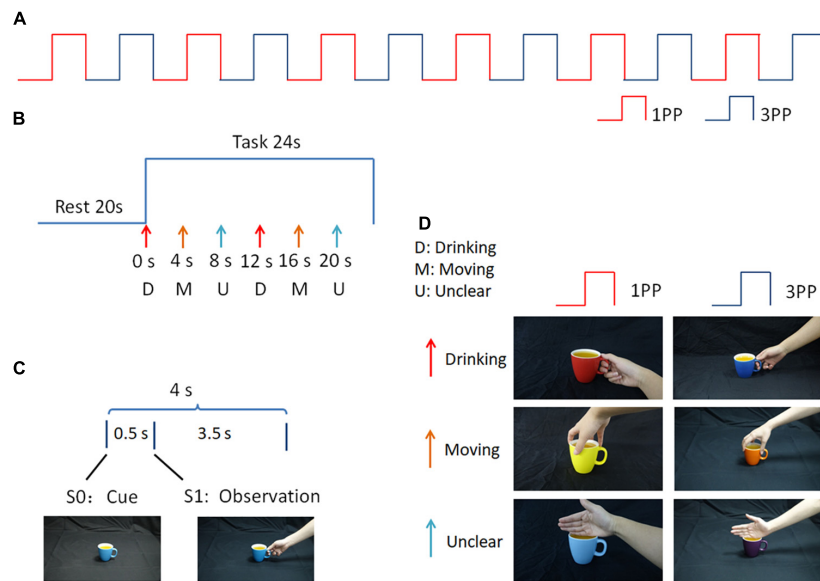 A
1PP
3PP
B
Task 24s
Rest 20s
0 s 4 s 8 s 12 s 16 s 20 s
D M U D M U
C
4 s
0.5 s 3.5 s
S0: Cue S1: Observation
D
D: Drinking
M: Moving
U: Unclear
1PP 3PP
Drinking
Moving
Unclear